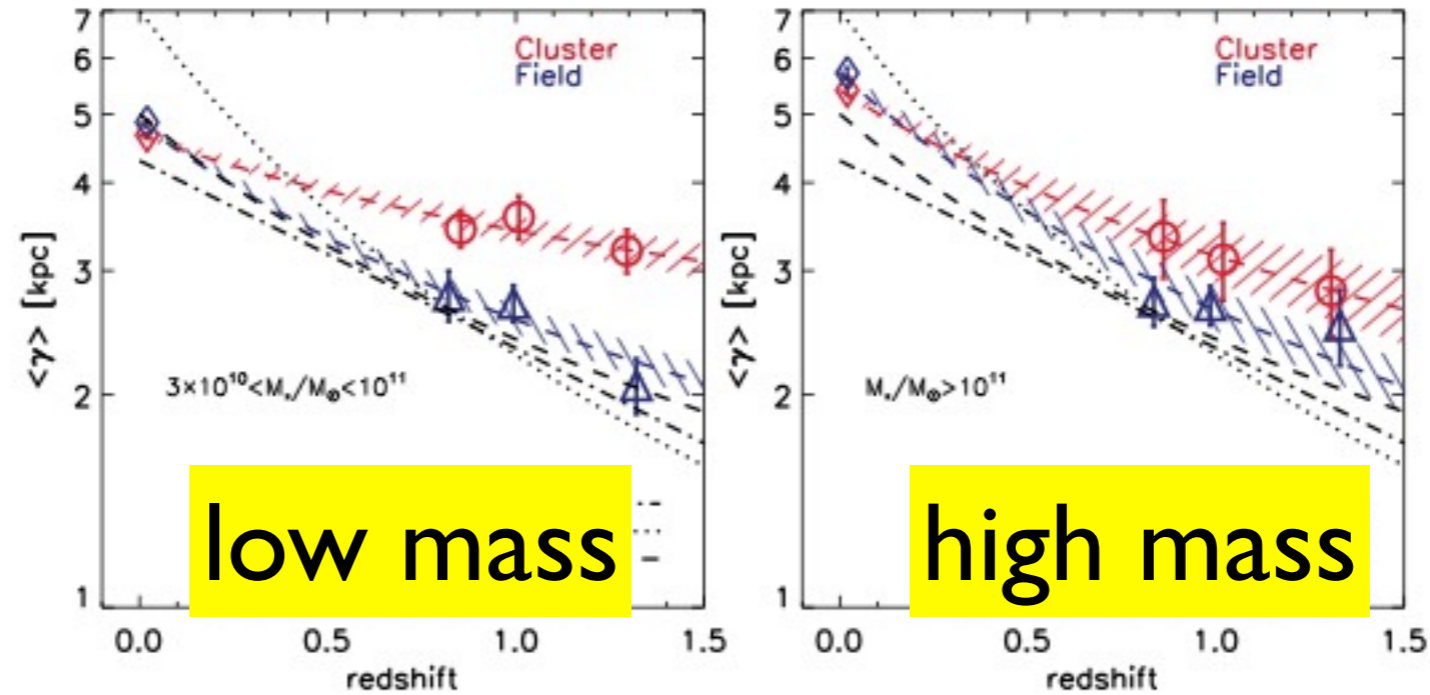 7
6
5
4
3
2
1
<γ> [kpc]
Cluster
Field
3×10¹⁰<M⁎/M⊙<10¹¹
low mass
0.0 0.5 1.0 1.5
redshift
7
6
5
4
3
2
1
<γ> [kpc]
Cluster
Field
M⁎/M⊙>10¹¹
high mass
0.0 0.5 1.0 1.5
redshift